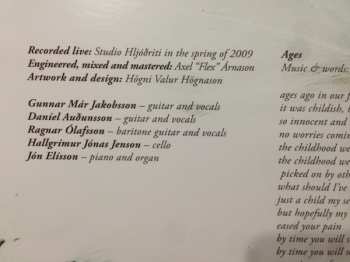 Recorded live: Studio Hljóðriti in the spring of 2009
Engineered, mixed and mastered: Axel "Flex" Árnason
Artwork and design: Högni Valur Högnason
Gunnar Már Jakobsson – guitar and vocals
Daníel Auðunsson – guitar and vocals
Ragnar Ólafsson – baritone guitar and vocals
Hallgrímur Jónas Jensson – cello
Jón Elísson – piano and organ
Ages
Music & words:
ages ago in our
it was childish,
so innocent and
no worries comin
the childhood we
the childhood we
picked on by oth
what should I've
just a child my se
but hopefully my
eased your pain
by time you will
by time you will